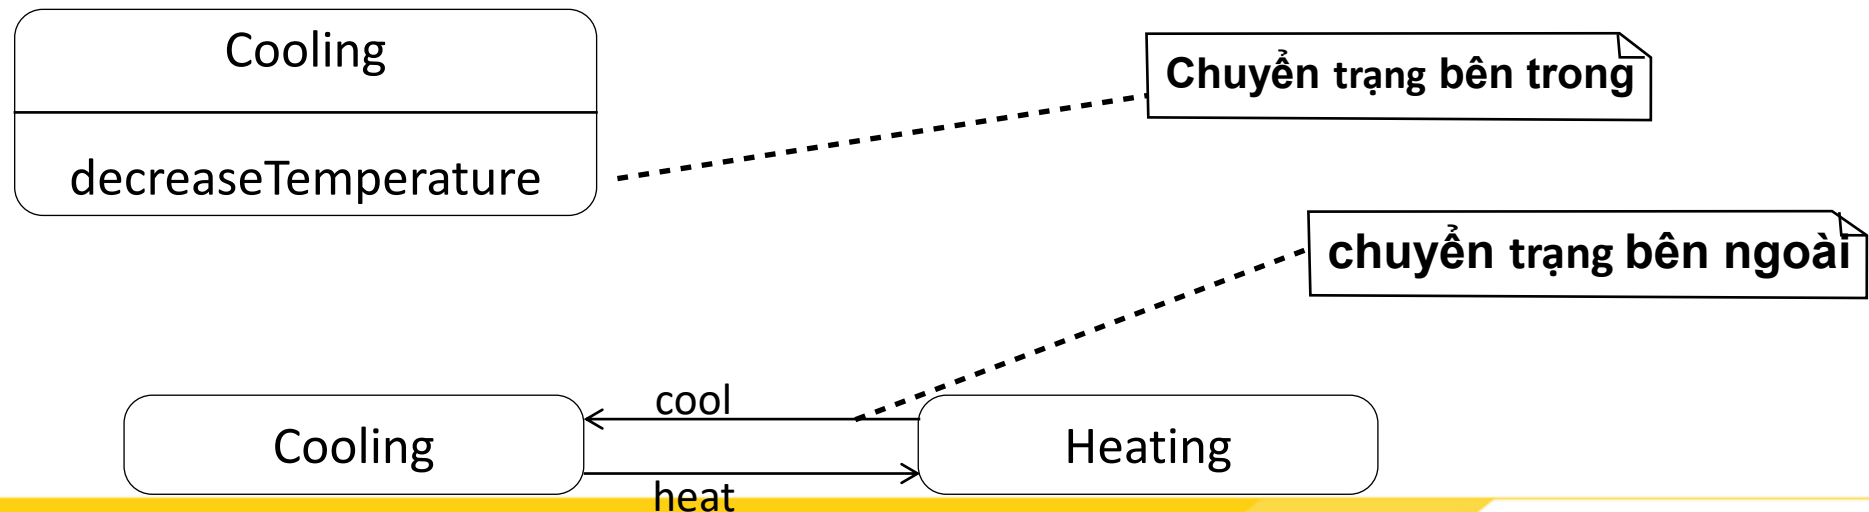 Cooling
Chuyển trạng bên trong
decreaseTemperature
chuyển trạng bên ngoài
cool
Cooling
Heating
heat